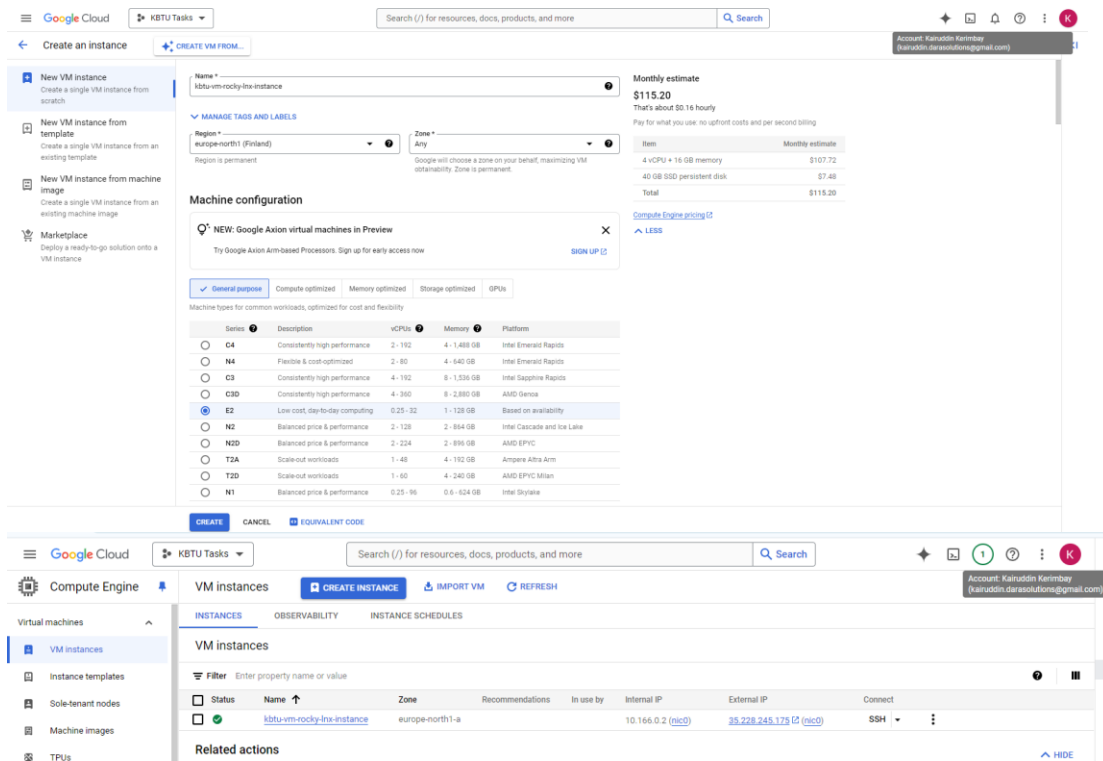 Google Cloud
KBTU Tasks
Search (/) for resources, docs, products, and more
Search
K
Account: Kairuddin Kerimbay
(kairuddin.darasolutions@gmail.com)
Create an instance
CREATE VM FROM...
New VM instance
Create a single VM instance from
scratch
New VM instance from
template
Create a single VM instance from an
existing template
New VM instance from machine
image
Create a single VM instance from an
existing machine image
Marketplace
Deploy a ready-to-go solution onto a
VM instance
Name *
kbtu-vm-rocky-lnx-instance
MANAGE TAGS AND LABELS
Region *
europe-north1 (Finland)
Region is permanent
Zone *
Any
Google will choose a zone on your behalf, maximizing VM
obtainability. Zone is permanent.
Machine configuration
NEW: Google Axion virtual machines in Preview
Try Google Axion Arm-based Processors. Sign up for early access now
SIGN UP
General purpose Compute optimized Memory optimized Storage optimized GPUs
Machine types for common workloads, optimized for cost and flexibility
Series Description vCPUs Memory Platform
C4 Consistently high performance 2 - 192 4 - 1,488 GB Intel Emerald Rapids
N4 Flexible & cost-optimized 2 - 80 4 - 640 GB Intel Emerald Rapids
C3 Consistently high performance 4 - 192 8 - 1,536 GB Intel Sapphire Rapids
C3D Consistently high performance 4 - 360 8 - 2,880 GB AMD Genoa
E2 Low cost, day-to-day computing 0.25 - 32 1 - 128 GB Based on availability
N2 Balanced price & performance 2 - 128 2 - 864 GB Intel Cascade and Ice Lake
N2D Balanced price & performance 2 - 224 2 - 896 GB AMD EPYC
T2A Scale-out workloads 1 - 48 4 - 192 GB Ampere Altra Arm
T2D Scale-out workloads 1 - 60 4 - 240 GB AMD EPYC Milan
N1 Balanced price & performance 0.25 - 96 0.6 - 624 GB Intel Skylake
CREATE CANCEL EQUIVALENT CODE
Monthly estimate
$115.20
That's about $0.16 hourly
Pay for what you use: no upfront costs and per second billing
Item Monthly estimate
4 vCPU + 16 GB memory $107.72
40 GB SSD persistent disk $7.48
Total $115.20
Compute Engine pricing
LESS
Google Cloud
KBTU Tasks
Search (/) for resources, docs, products, and more
Search
1
K
Account: Kairuddin Kerimbay
(kairuddin.darasolutions@gmail.com)
Compute Engine
Virtual machines
VM instances
Instance templates
Sole-tenant nodes
Machine images
TPUs
VM instances
CREATE INSTANCE IMPORT VM REFRESH
INSTANCES OBSERVABILITY INSTANCE SCHEDULES
VM instances
Filter Enter property name or value
Status Name Zone Recommendations In use by Internal IP External IP Connect
kbtu-vm-rocky-lnx-instance europe-north1-a 10.166.0.2 (nic0) 35.228.245.175 (nic0) SSH
Related actions
HIDE